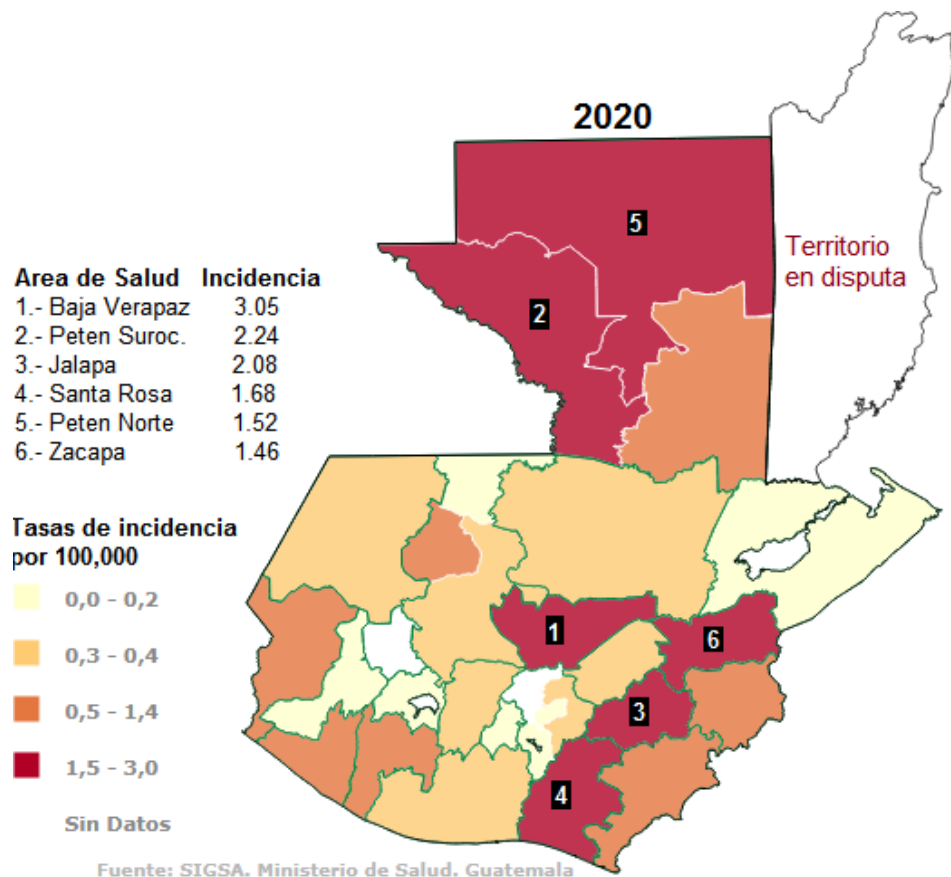 2020
Territorio
en disputa
Area de Salud Incidencia
1.- Baja Verapaz 3.05
2.- Peten Suroc. 2.24
3.- Jalapa 2.08
4.- Santa Rosa 1.68
5.- Peten Norte 1.52
6.- Zacapa 1.46
Tasas de incidencia
por 100,000
0,0 - 0,2
0,3 - 0,4
0,5 - 1,4
1,5 - 3,0
Sin Datos
5
2
1
6
3
4
Fuente: SIGSA. Ministerio de Salud. Guatemala